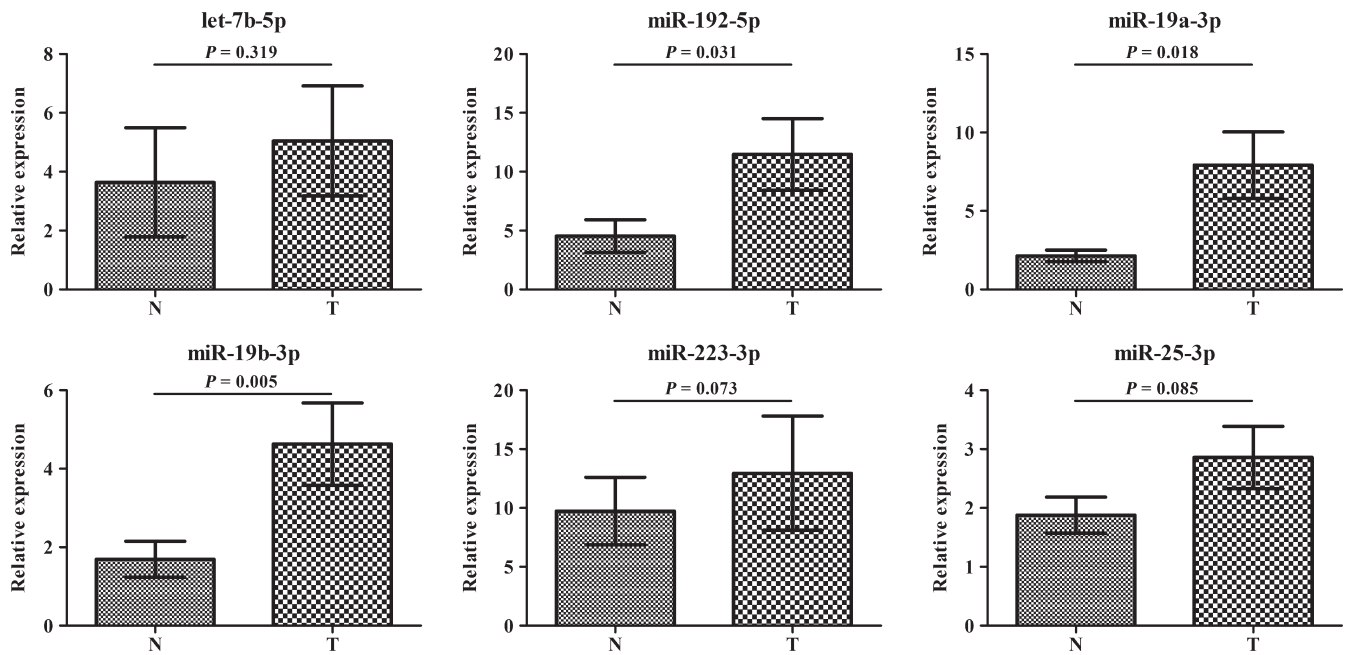 let-7b-5p
P = 0.319
Relative expression
8
6
4
2
0
N T
miR-192-5p
P = 0.031
Relative expression
20
15
10
5
0
N T
miR-19a-3p
P = 0.018
Relative expression
15
10
5
0
N T
miR-19b-3p
P = 0.005
Relative expression
6
4
2
0
N T
miR-223-3p
P = 0.073
Relative expression
20
15
10
5
0
N T
miR-25-3p
P = 0.085
Relative expression
4
3
2
1
0
N T